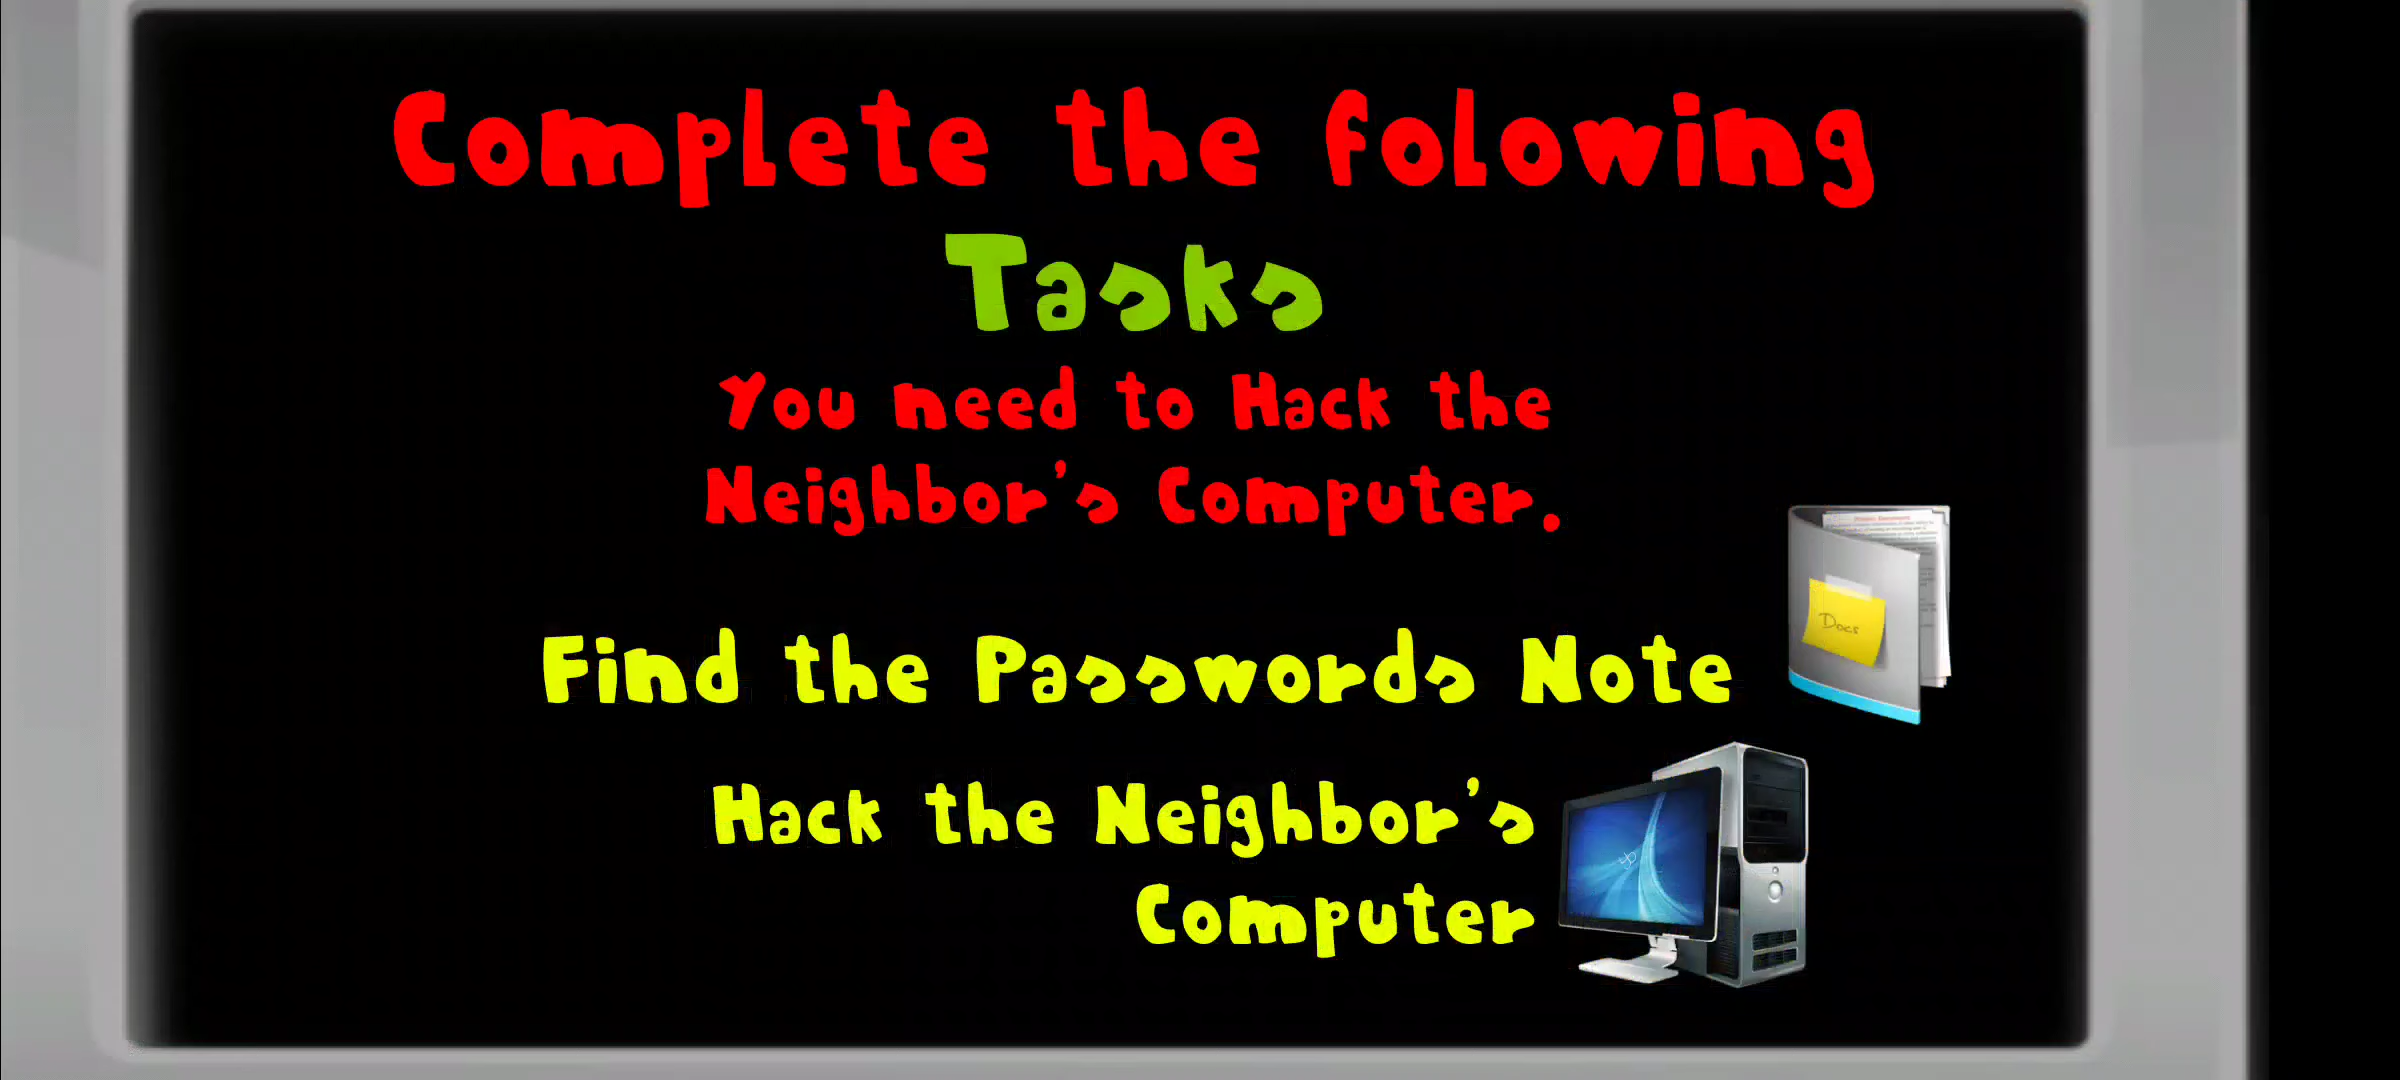 Complete the folowing
Tasks
You need to Hack the
Neighbor's Computer.
Find the Passwords Note
Docs
Hack the Neighbor's
Computer